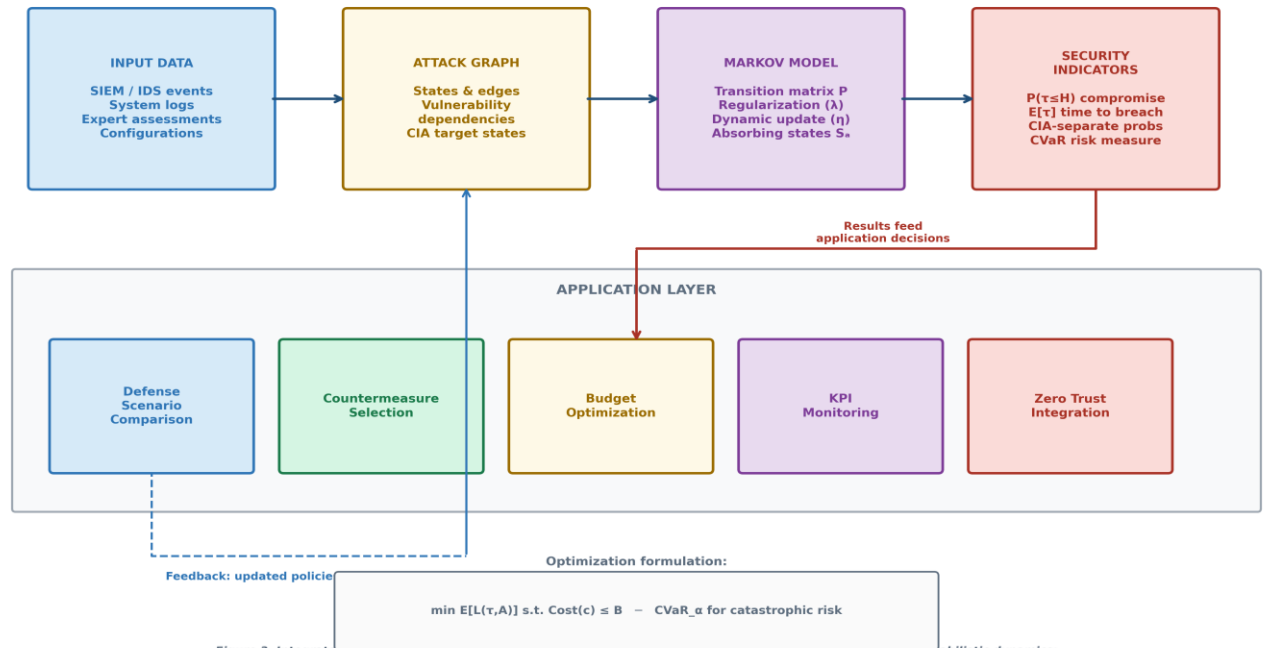 INPUT DATA
SIEM / IDS events
System logs
Expert assessments
Configurations
ATTACK GRAPH
States & edges
Vulnerability
dependencies
CIA target states
MARKOV MODEL
Transition matrix P
Regularization (λ)
Dynamic update (η)
Absorbing states Sₐ
SECURITY
INDICATORS
P(τ≤H) compromise
E[τ] time to breach
CIA-separate probs
CVaR risk measure
Results feed
application decisions
APPLICATION LAYER
Defense
Scenario
Comparison
Countermeasure
Selection
Budget
Optimization
KPI
Monitoring
Zero Trust
Integration
Feedback: updated policie
Optimization formulation:
min E[L(τ,A)] s.t. Cost(c) ≤ B − CVaR_α for catastrophic risk